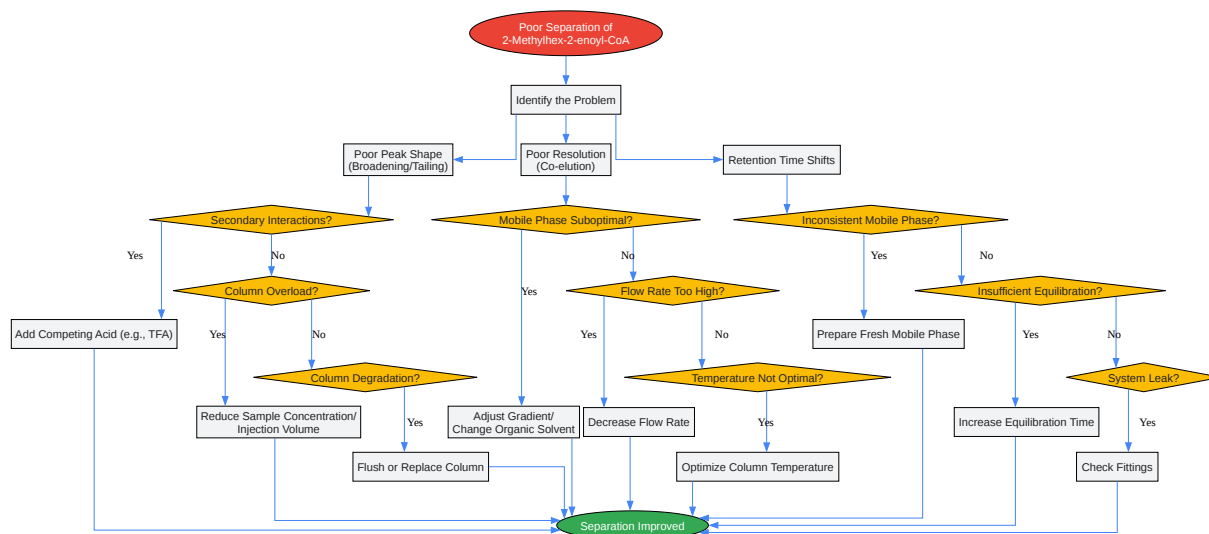 Poor Separation of
2-Methylhex-2-enoyl-CoA
Identify the Problem
Poor Peak Shape
(Broadening/Tailing)
Poor Resolution
(Co-elution)
Retention Time Shifts
Secondary Interactions?
Mobile Phase Suboptimal?
Inconsistent Mobile Phase?
Yes
No
No
Yes
No
Column Overload?
Yes
Flow Rate Too High?
Insufficient Equilibration?
Add Competing Acid (e.g., TFA)
Yes
No
Yes
No
Prepare Fresh Mobile Phase
Yes
No
Column Degradation?
Temperature Not Optimal?
System Leak?
Reduce Sample Concentration/
Injection Volume
Yes
Adjust Gradient/
Change Organic Solvent
Decrease Flow Rate
Yes
Increase Equilibration Time
Yes
Flush or Replace Column
Optimize Column Temperature
Check Fittings
Separation Improved